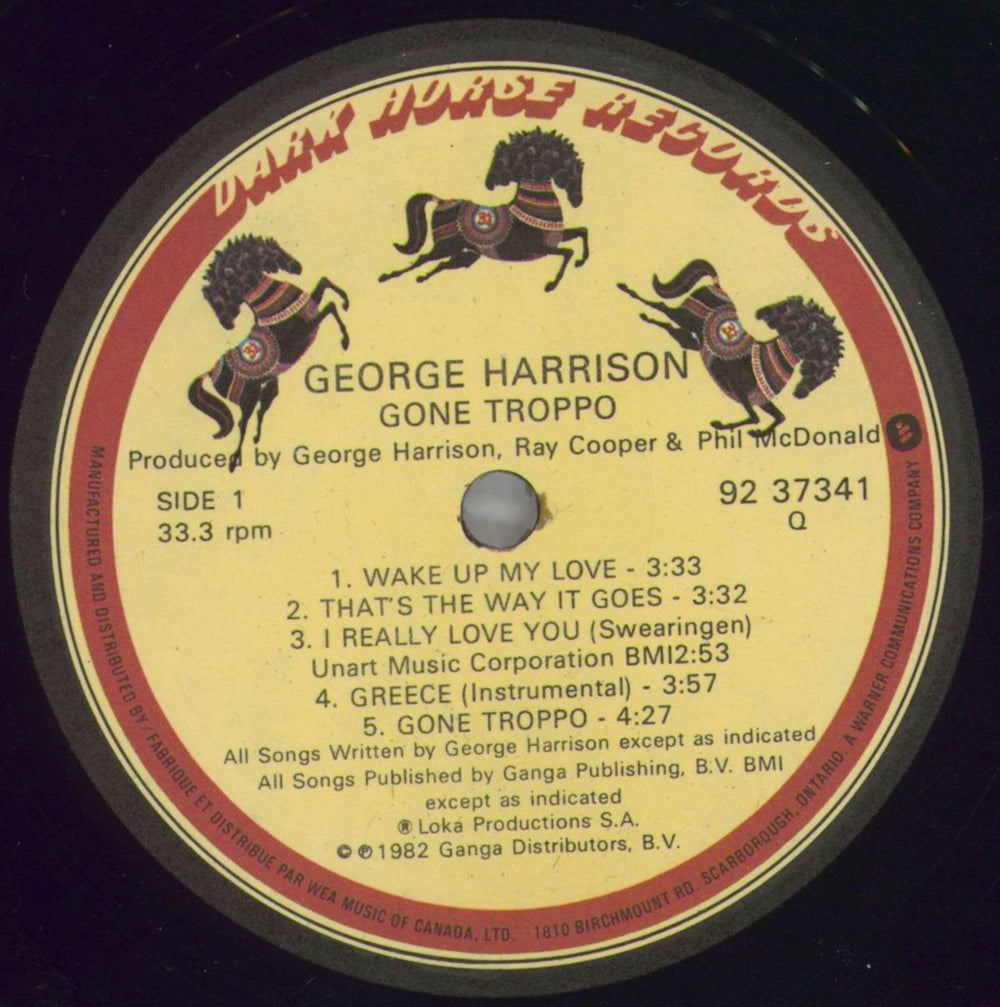 DARK HORSE RECORDS
GEORGE HARRISON
GONE TROPPO
Produced by George Harrison, Ray Cooper & Phil McDonald
SIDE 1
33.3 rpm
92 37341
Q
1. WAKE UP MY LOVE - 3:33
2. THAT'S THE WAY IT GOES - 3:32
3. I REALLY LOVE YOU (Swearingen)
Unart Music Corporation BMI2:53
4. GREECE (Instrumental) - 3:57
5. GONE TROPPO - 4:27
All Songs Written by George Harrison except as indicated
All Songs Published by Ganga Publishing, B.V. BMI
except as indicated
® Loka Productions S.A.
© ℗ 1982 Ganga Distributors, B.V.
MANUFACTURED AND DISTRIBUTED BY/FABRIQUE ET DISTRIBUE PAR WEA MUSIC OF CANADA, LTD. 1810 BIRCHMOUNT RD. SCARBOROUGH, ONTARIO. A WARNER COMMUNICATIONS COMPANY